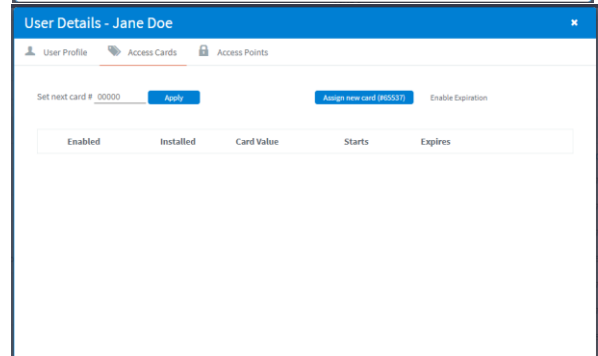 User Details - Jane Doe ×
User Profile Access Cards Access Points
Set next card # 00000 Apply Assign new card (#65537) Enable Expiration
Enabled Installed Card Value Starts Expires